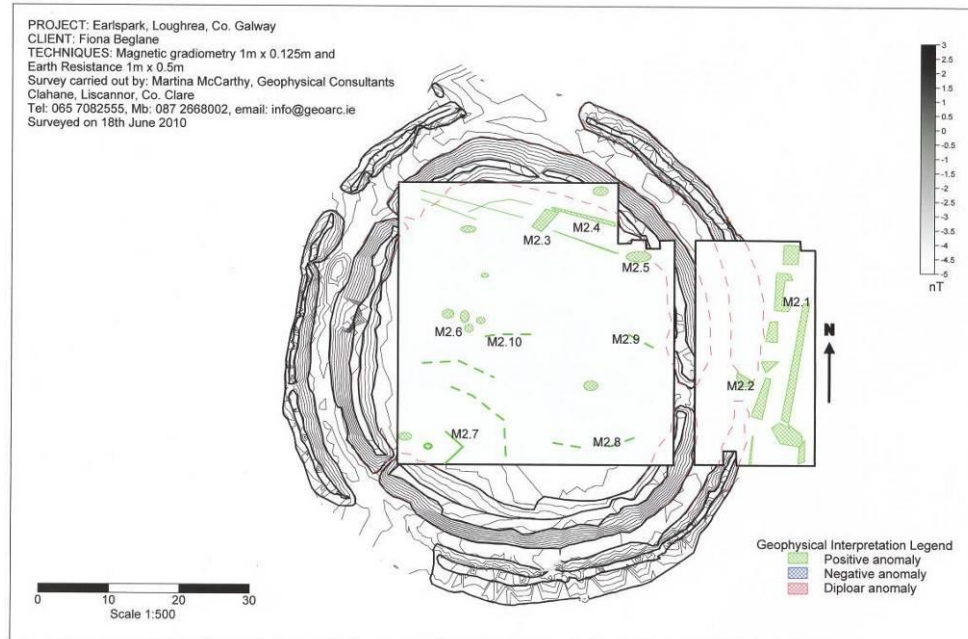 PROJECT: Earlspark, Loughrea, Co. Galway
CLIENT: Fiona Beglane
TECHNIQUES: Magnetic gradiometry 1m x 0.125m and
Earth Resistance 1m x 0.5m
Survey carried out by: Martina McCarthy, Geophysical Consultants
Clahane, Liscannor, Co. Clare
Tel: 065 7082555, Mb: 087 2668002, email: info@geoarc.ie
Surveyed on 18th June 2010
3
2.5
2
1.5
1
0.5
0
-0.5
-1
-1.5
-2
-2.5
-3
-3.5
-4
-4.5
-5
nT
M2.3
M2.4
M2.5
M2.1
N
M2.6
M2.10
M2.9
M2.2
M2.7
M2.8
Geophysical Interpretation Legend
Positive anomaly
Negative anomaly
Diploar anomaly
0 10 20 30
Scale 1:500